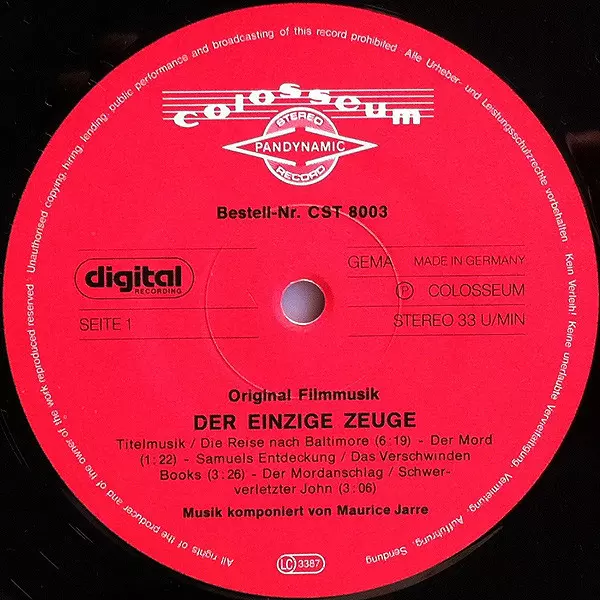 Unauthorised copying, hiring, lending, public performance and broadcasting of this record prohibited
Alle Urheber- und Leistungsschutzrechte vorbehalten
Kein Verleih! Keine unerlaubte Vervielfältigung, Vermietung, Aufführung, Sendung
colosseum
STEREO
PANDYNAMIC
RECORD
Bestell-Nr. CST 8003
digital
RECORDING
SEITE 1
GEMA MADE IN GERMANY
Ⓟ COLOSSEUM
STEREO 33 U/MIN
Original Filmmusik
DER EINZIGE ZEUGE
Titelmusik / Die Reise nach Baltimore (6:19) - Der Mord
(1:22) - Samuels Entdeckung / Das Verschwinden
Books (3:26) - Der Mordanschlag / Schwer-
verletzter John (3:06)
Musik komponiert von Maurice Jarre
LC 3387
All rights of the producer and of the owner of the work reproduced reserved